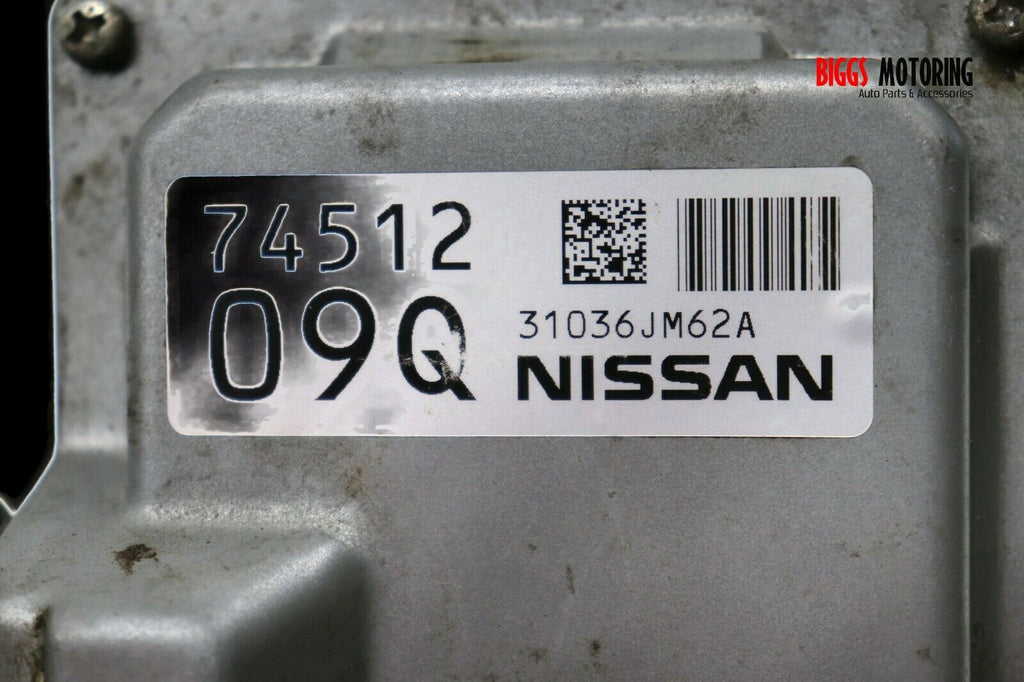 BIGGS MOTORING
Auto Parts & Accessories
74512
09Q
31036JM62A
NISSAN